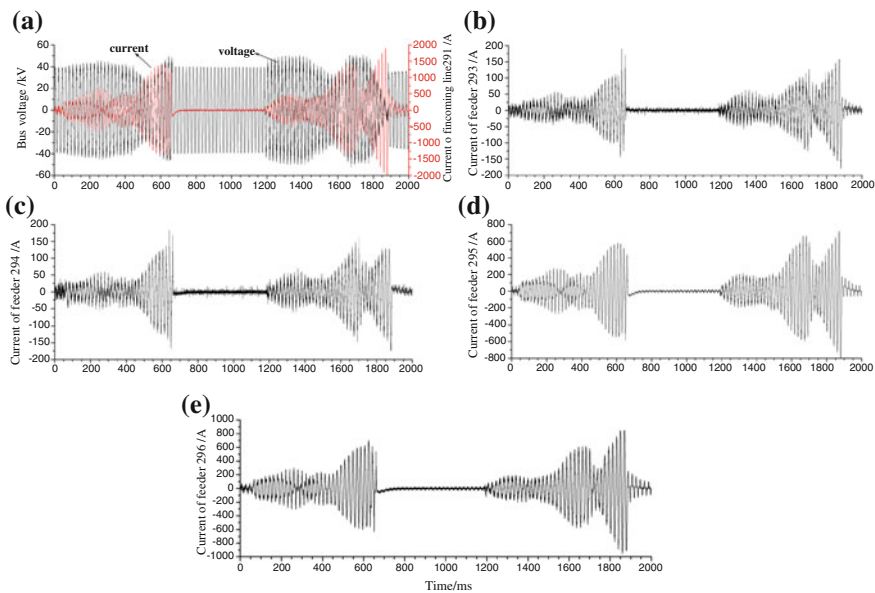 (a)
current
voltage
Bus voltage /kV
60
40
20
0
-20
-40
-60
0 200 400 600 800 1000 1200 1400 1600 1800 2000
2000
1500
1000
500
0
-500
-1000
-1500
-2000
Current o fincoming line291 /A
(b)
Current of feeder 293 /A
200
150
100
50
0
-50
-100
-150
-200
0 200 400 600 800 1000 1200 1400 1600 1800 2000
(c)
Current of feeder 294 /A
200
150
100
50
0
-50
-100
-150
-200
0 200 400 600 800 1000 1200 1400 1600 1800 2000
(d)
Current of feeder 295 /A
800
600
400
200
0
-200
-400
-600
-800
0 200 400 600 800 1000 1200 1400 1600 1800 2000
(e)
Current of feeder 296 /A
1000
800
600
400
200
0
-200
-400
-600
-800
-1000
0 200 400 600 800 1000 1200 1400 1600 1800 2000
Time/ms